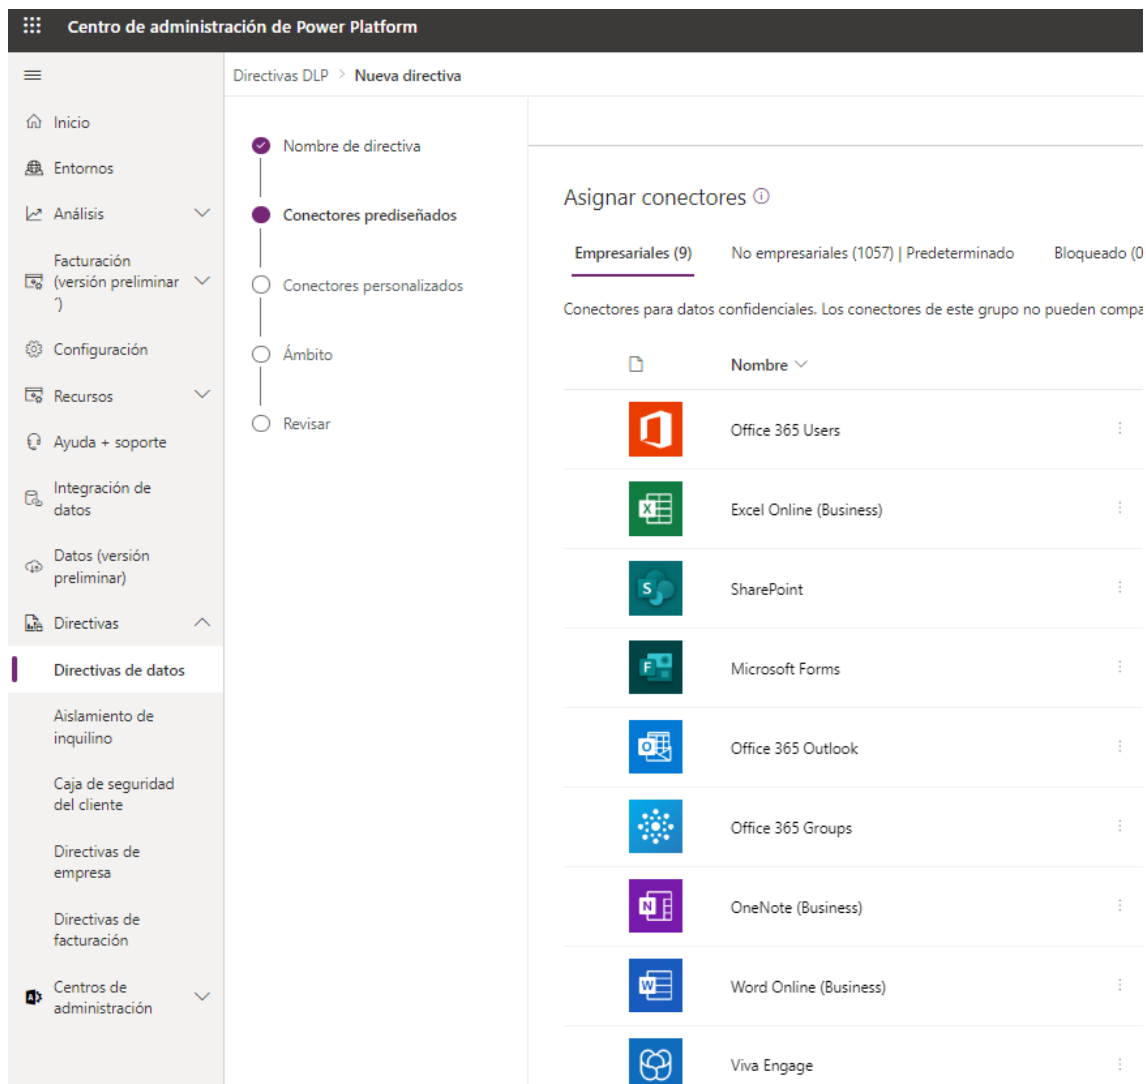 Centro de administración de Power Platform
Directivas DLP > Nueva directiva
Inicio
Entornos
Análisis
Facturación
(versión preliminar
´)
Configuración
Recursos
Ayuda + soporte
Integración de
datos
Datos (versión
preliminar)
Directivas
Directivas de datos
Aislamiento de
inquilino
Caja de seguridad
del cliente
Directivas de
empresa
Directivas de
facturación
Centros de
administración
Nombre de directiva
Conectores prediseñados
Conectores personalizados
Ámbito
Revisar
Asignar conectores
Empresariales (9) No empresariales (1057) | Predeterminado Bloqueado (0
Conectores para datos confidenciales. Los conectores de este grupo no pueden compa
Nombre
Office 365 Users
Excel Online (Business)
SharePoint
Microsoft Forms
Office 365 Outlook
Office 365 Groups
OneNote (Business)
Word Online (Business)
Viva Engage